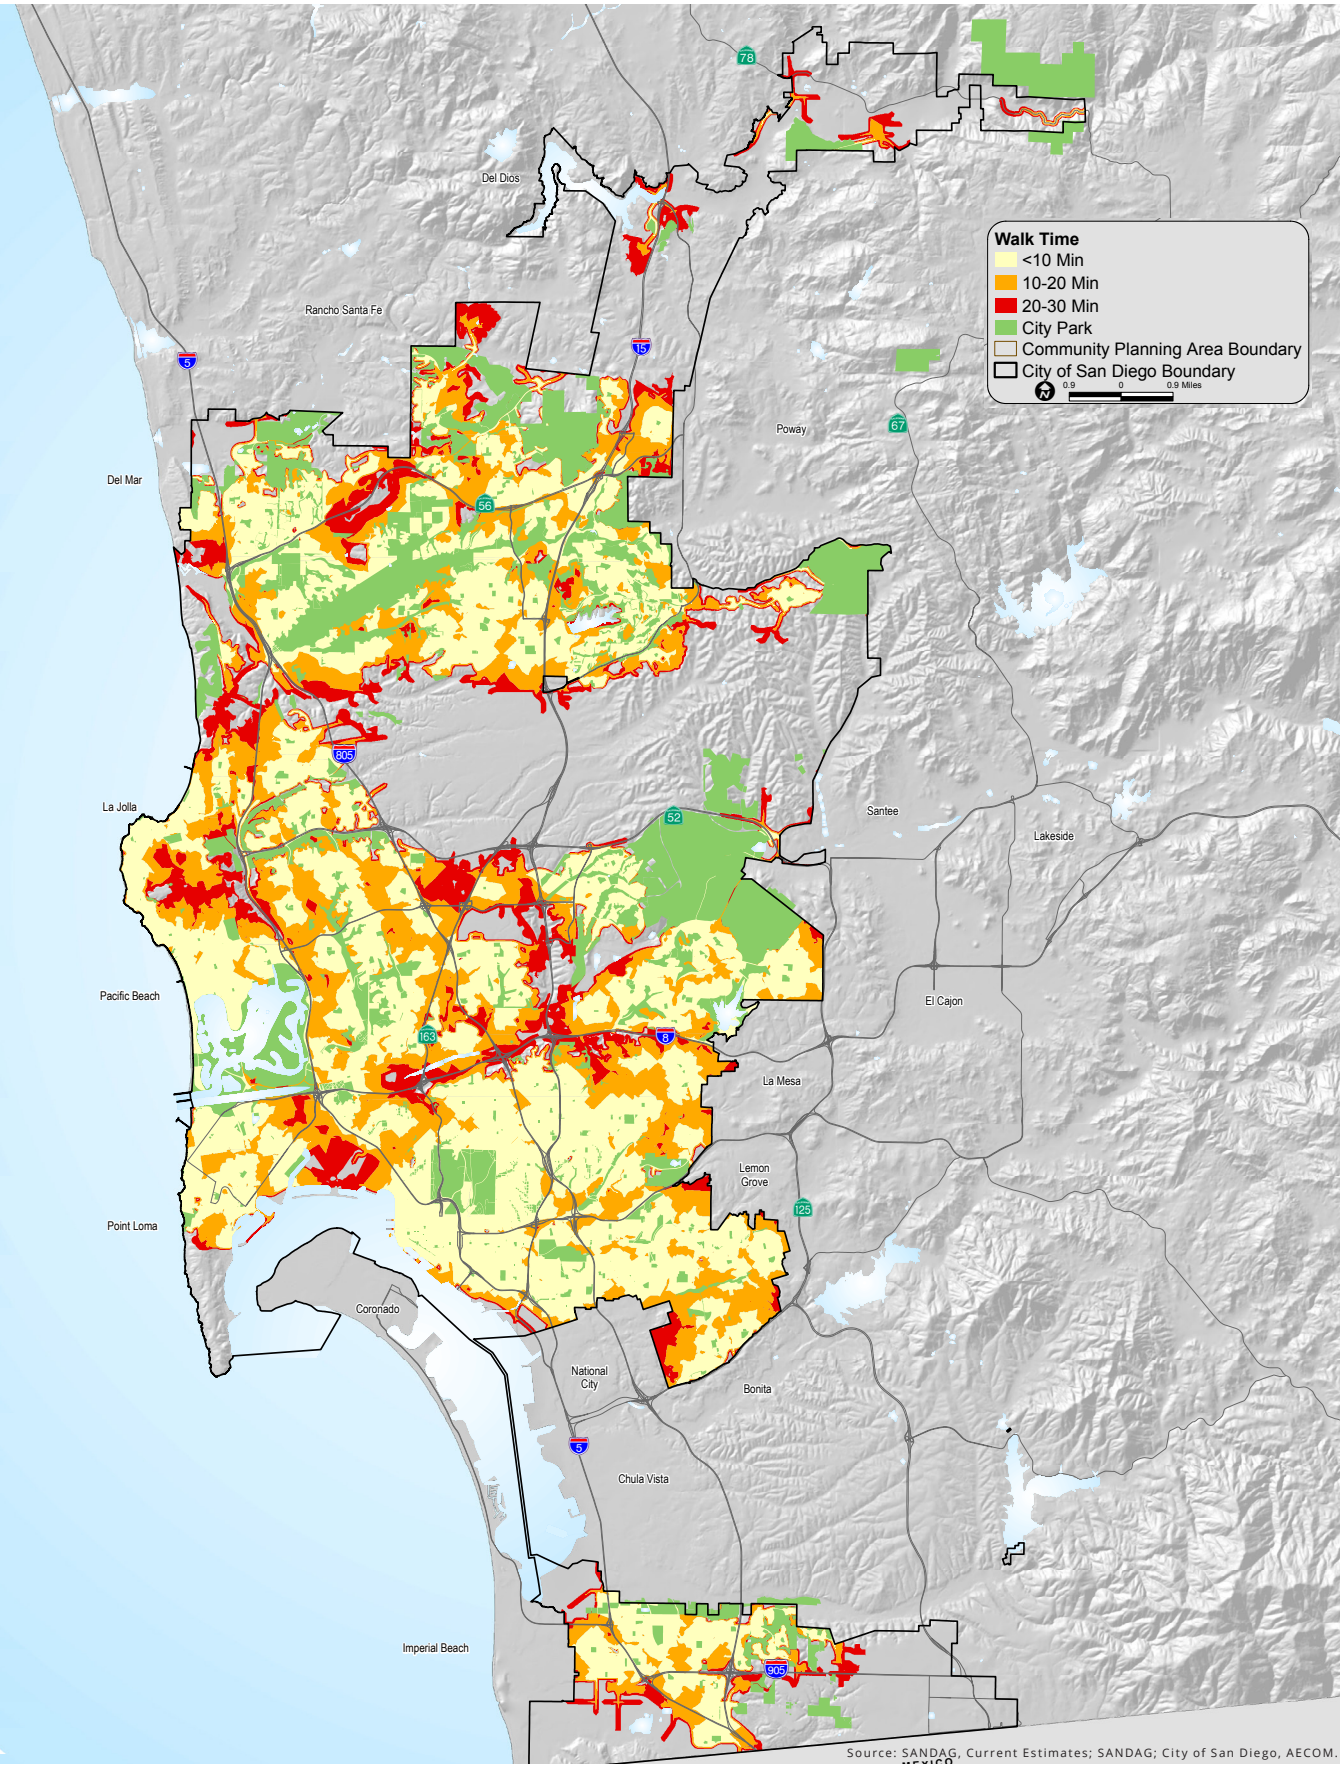 78
Del Dios
Walk Time
<10 Min
10-20 Min
20-30 Min
City Park
Community Planning Area Boundary
City of San Diego Boundary
N
0.9 0 0.9 Miles
Rancho Santa Fe
5
15
Poway
67
Del Mar
56
805
La Jolla
52
Santee
Lakeside
Pacific Beach
El Cajon
163
8
La Mesa
Lemon
Grove
125
Point Loma
Coronado
National
City
Bonita
5
Chula Vista
Imperial Beach
905
Source: SANDAG, Current Estimates; SANDAG; City of San Diego, AECOM.
MEXICO